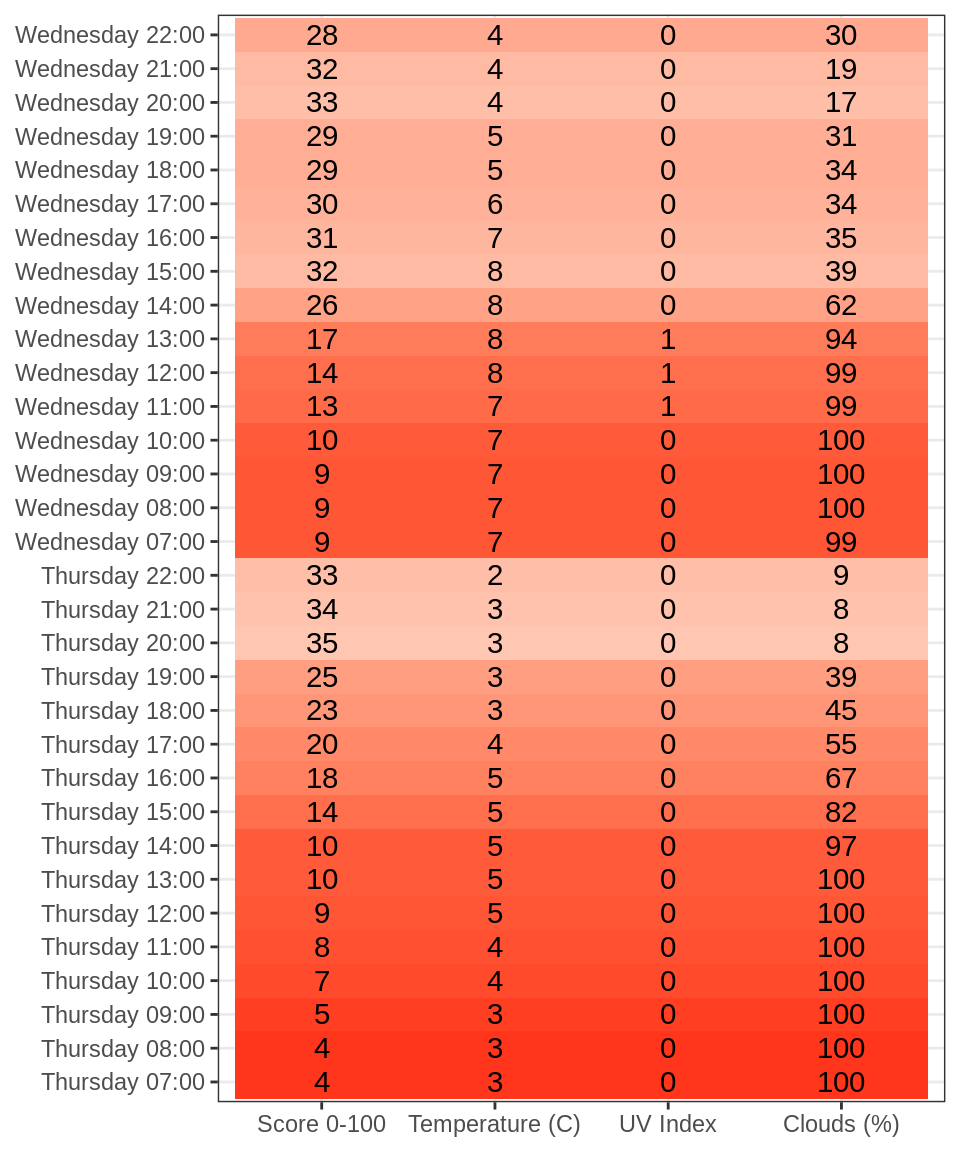 Wednesday 22:00 28 4 0 30
Wednesday 21:00 32 4 0 19
Wednesday 20:00 33 4 0 17
Wednesday 19:00 29 5 0 31
Wednesday 18:00 29 5 0 34
Wednesday 17:00 30 6 0 34
Wednesday 16:00 31 7 0 35
Wednesday 15:00 32 8 0 39
Wednesday 14:00 26 8 0 62
Wednesday 13:00 17 8 1 94
Wednesday 12:00 14 8 1 99
Wednesday 11:00 13 7 1 99
Wednesday 10:00 10 7 0 100
Wednesday 09:00 9 7 0 100
Wednesday 08:00 9 7 0 100
Wednesday 07:00 9 7 0 99
Thursday 22:00 33 2 0 9
Thursday 21:00 34 3 0 8
Thursday 20:00 35 3 0 8
Thursday 19:00 25 3 0 39
Thursday 18:00 23 3 0 45
Thursday 17:00 20 4 0 55
Thursday 16:00 18 5 0 67
Thursday 15:00 14 5 0 82
Thursday 14:00 10 5 0 97
Thursday 13:00 10 5 0 100
Thursday 12:00 9 5 0 100
Thursday 11:00 8 4 0 100
Thursday 10:00 7 4 0 100
Thursday 09:00 5 3 0 100
Thursday 08:00 4 3 0 100
Thursday 07:00 4 3 0 100
Score 0-100 Temperature (C) UV Index Clouds (%)